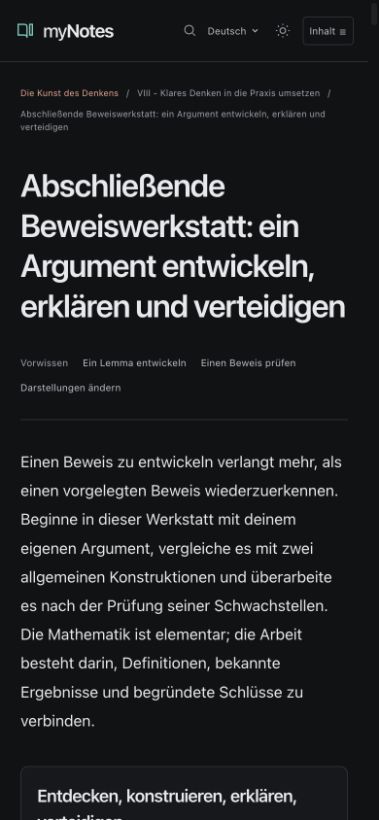 myNotes
Deutsch
Inhalt
Die Kunst des Denkens / VIII - Klares Denken in die Praxis umsetzen /
Abschließende Beweiswerkstatt: ein Argument entwickeln, erklären und
verteidigen
Abschließende
Beweiswerkstatt: ein
Argument entwickeln,
erklären und verteidigen
Vorwissen Ein Lemma entwickeln Einen Beweis prüfen
Darstellungen ändern
Einen Beweis zu entwickeln verlangt mehr, als
einen vorgelegten Beweis wiederzuerkennen.
Beginne in dieser Werkstatt mit deinem
eigenen Argument, vergleiche es mit zwei
allgemeinen Konstruktionen und überarbeite
es nach der Prüfung seiner Schwachstellen.
Die Mathematik ist elementar; die Arbeit
besteht darin, Definitionen, bekannte
Ergebnisse und begründete Schlüsse zu
verbinden.
Entdecken, konstruieren, erklären,
verteidigen